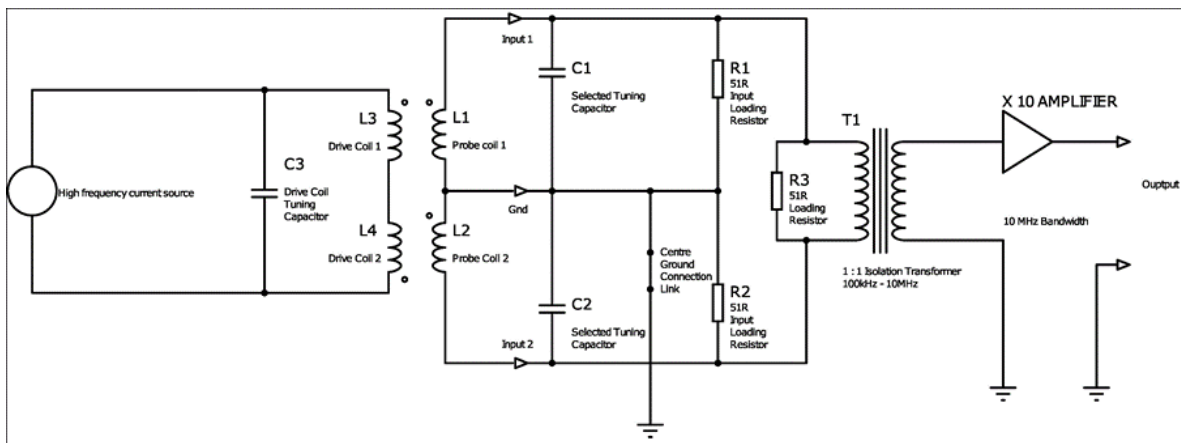 Input 1
C1
Selected Tuning
Capacitor
R1
51R
Input
Loading
Resistor
X 10 AMPLIFIER
L3
Drive Coil 1
L1
Probe coil 1
T1
C3
Drive Coil
Tuning
Capacitor
High frequency current source
R3
51R
Loading
Resistor
Ouptput
Gnd
L4
Drive Coil 2
L2
Probe Coil 2
Centre
Ground
Connection
Link
10 MHz Bandwidth
1 : 1 Isolation Transformer
100kHz - 10MHz
C2
Selected Tuning
Capacitor
R2
51R
Input
Loading
Resistor
Input 2